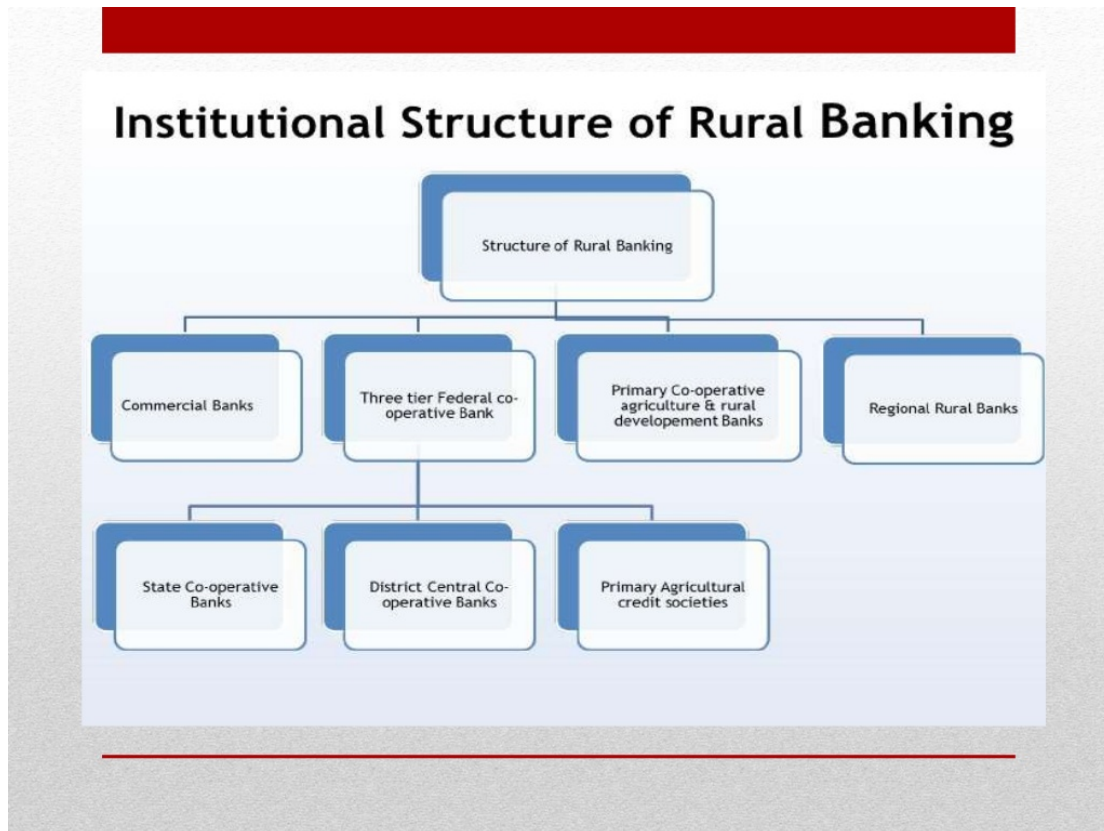 Institutional Structure of Rural Banking
Structure of Rural Banking
Commercial Banks
Three tier Federal co-
operative Bank
Primary Co-operative
agriculture & rural
developement Banks
Regional Rural Banks
State Co-operative
Banks
District Central Co-
operative Banks
Primary Agricultural
credit societies